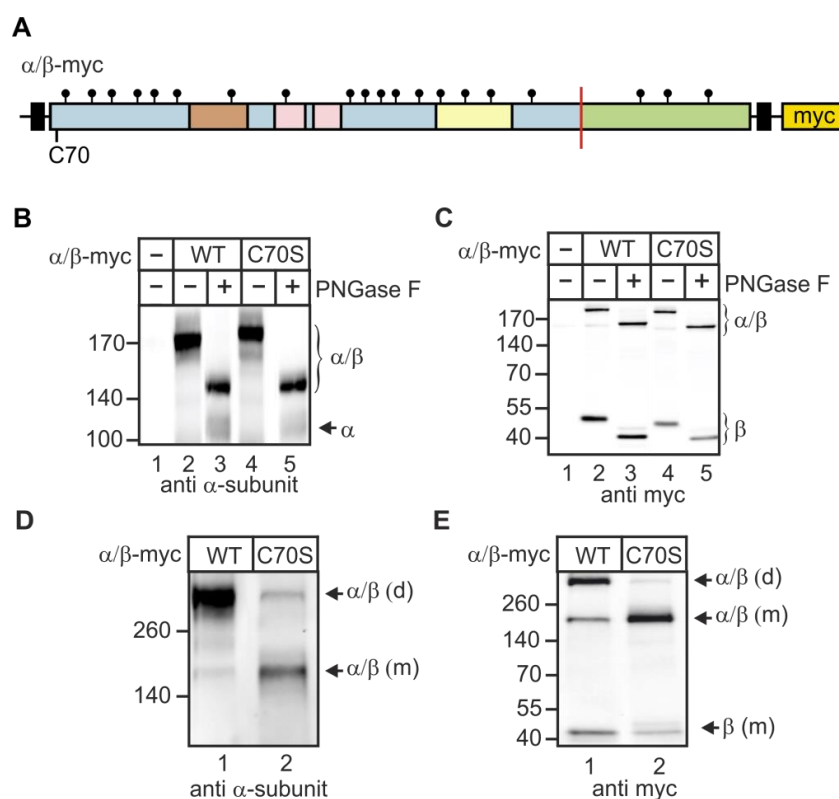 A
α/β-myc
myc
C70
B
α/β-myc – WT C70S
– – + – + PNGase F
170
140
100
α/β
α
1 2 3 4 5
anti α-subunit
C
α/β-myc – WT C70S
– – + – + PNGase F
170
140
70
55
40
α/β
β
1 2 3 4 5
anti myc
D
α/β-myc WT C70S
α/β (d)
260
α/β (m)
140
1 2
anti α-subunit
E
α/β-myc WT C70S
α/β (d)
260
α/β (m)
140
70
55
β (m)
40
1 2
anti myc